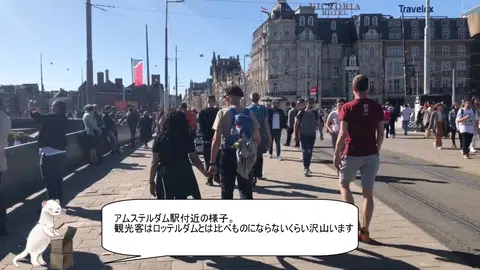 VICTORIA
HOTEL
Travelex
アムステルダム駅付近の様子。
観光客はロッテルダムとは比べものにならないくらい沢山います